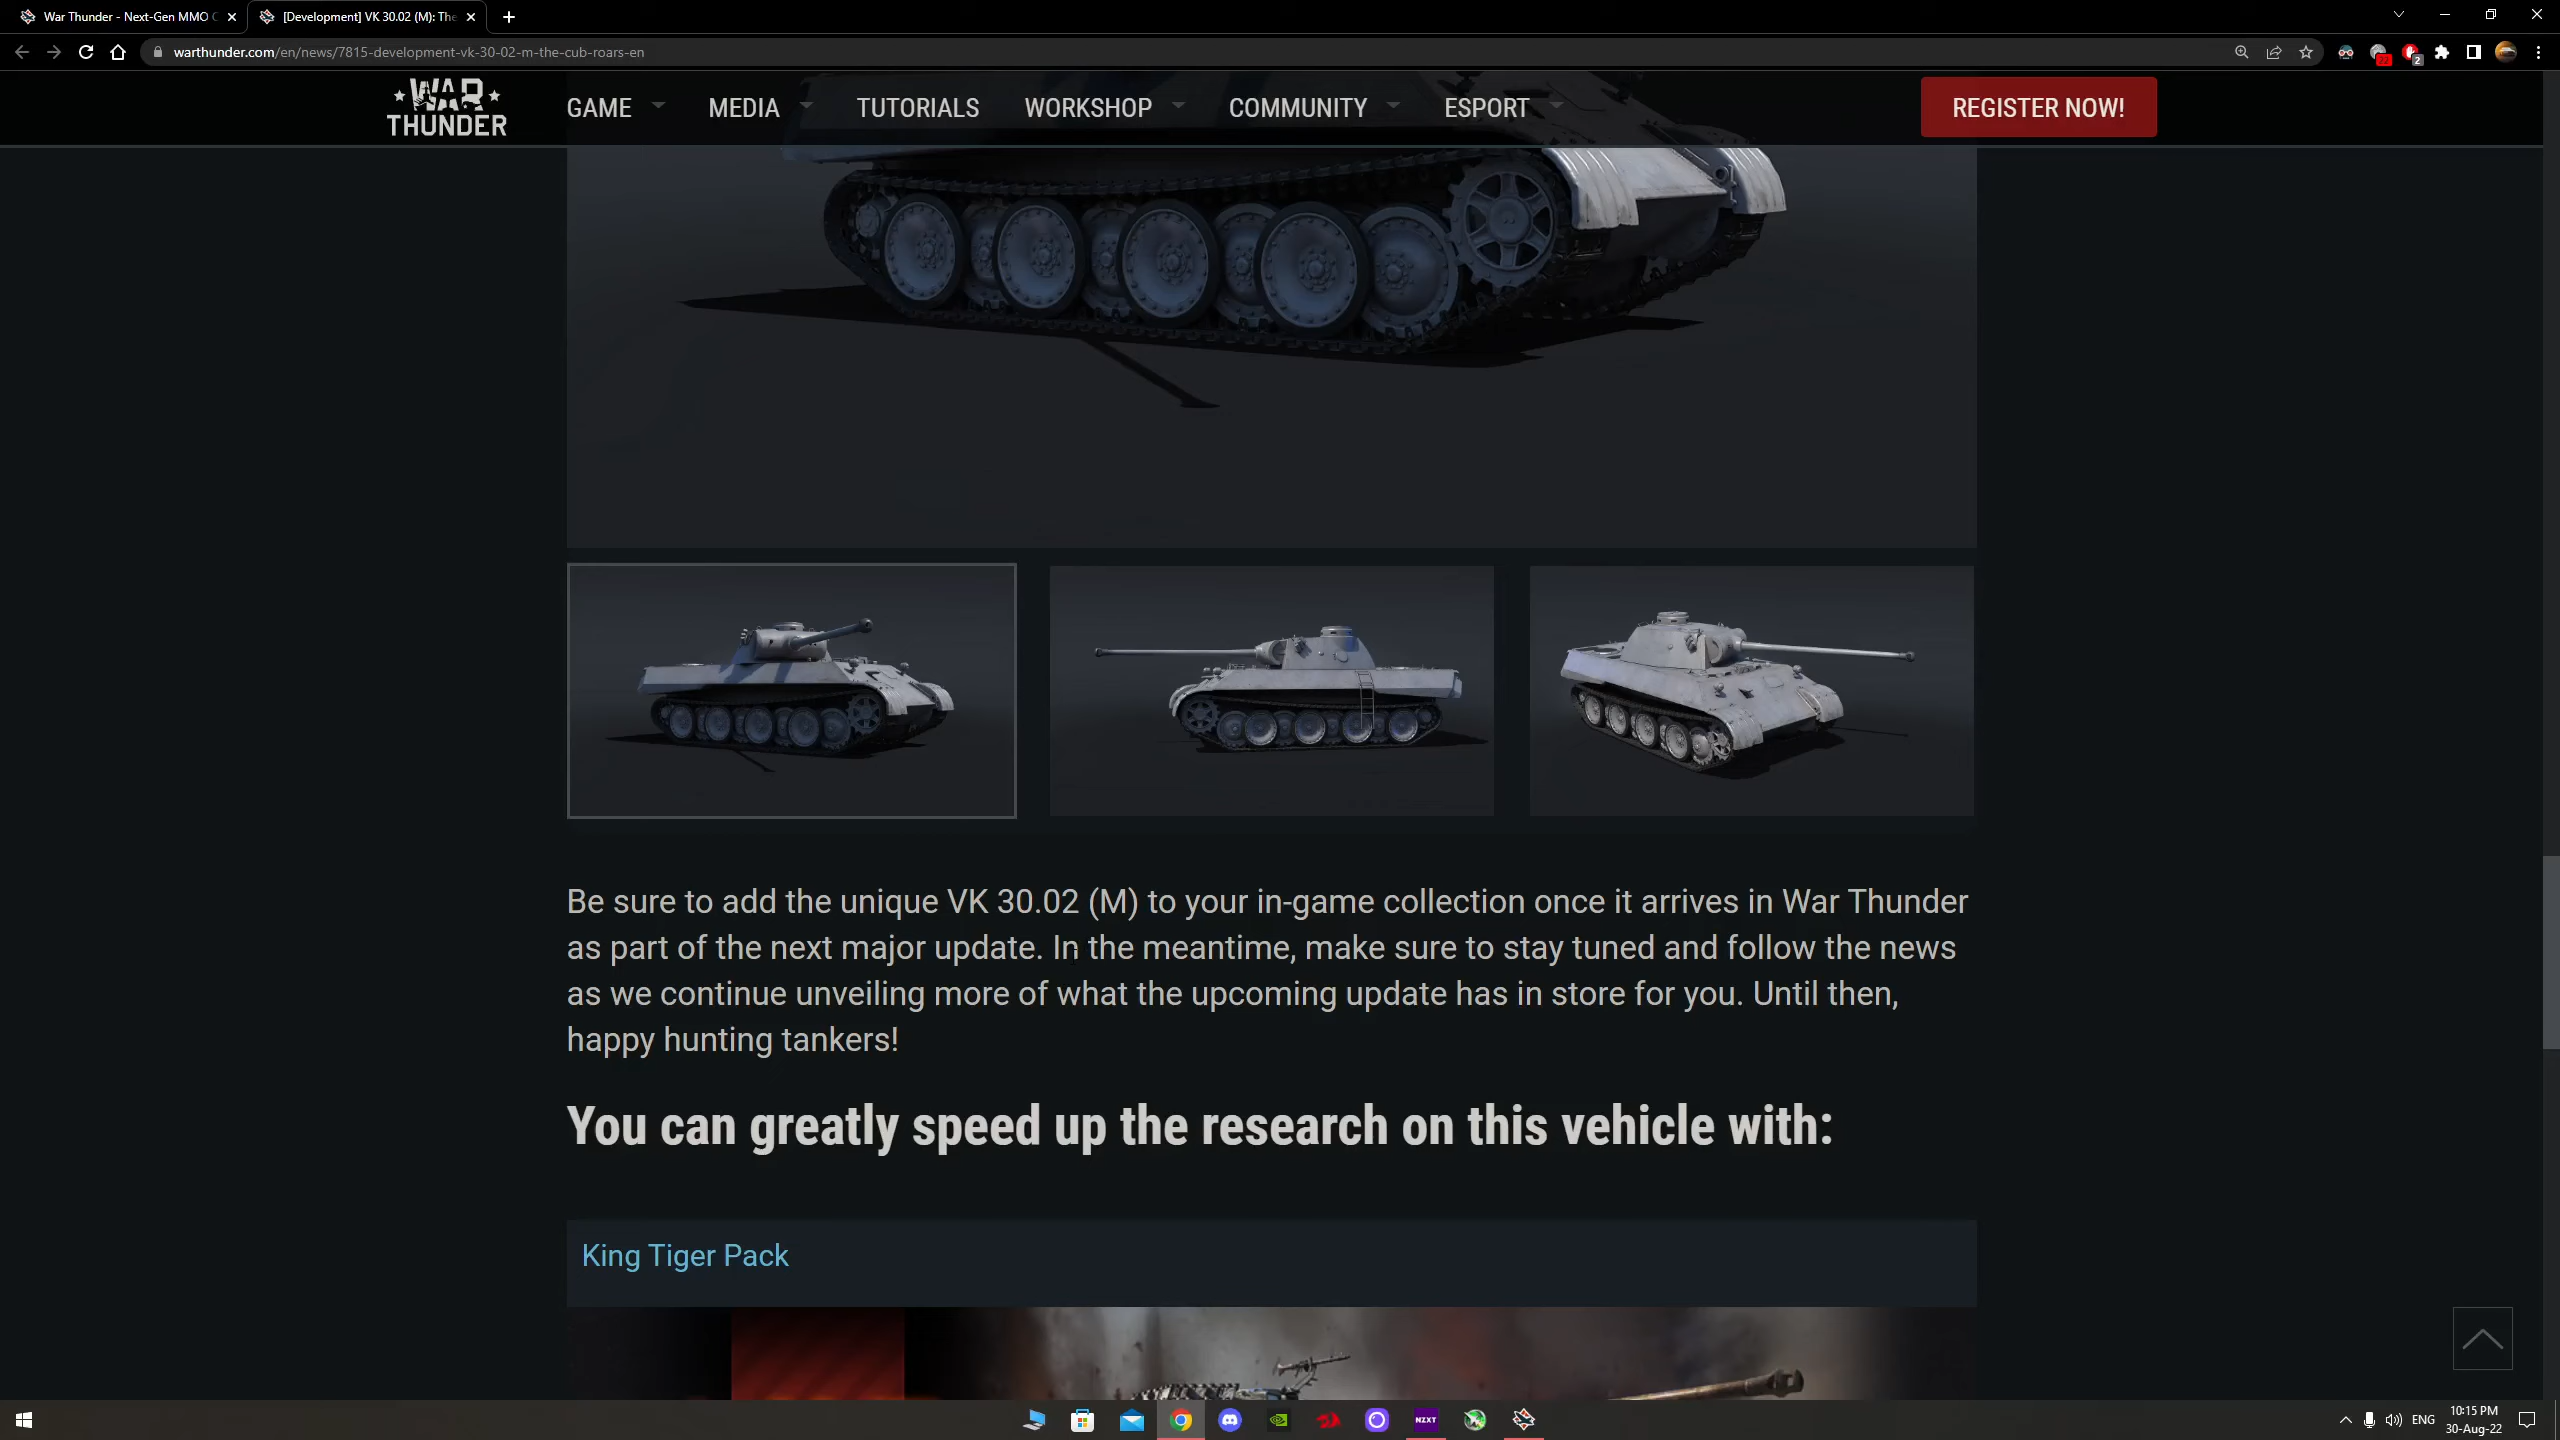 War Thunder - Next-Gen MMO
[Development] VK 30.02 (M): The
warthunder.com/en/news/7815-development-vk-30-02-m-the-cub-roars-en
22
2
WAR
THUNDER
GAME
MEDIA
TUTORIALS
WORKSHOP
COMMUNITY
ESPORT
REGISTER NOW!
Be sure to add the unique VK 30.02 (M) to your in-game collection once it arrives in War Thunder
as part of the next major update. In the meantime, make sure to stay tuned and follow the news
as we continue unveiling more of what the upcoming update has in store for you. Until then,
happy hunting tankers!
You can greatly speed up the research on this vehicle with:
King Tiger Pack
NZXT
ENG
10:15 PM
30-Aug-22